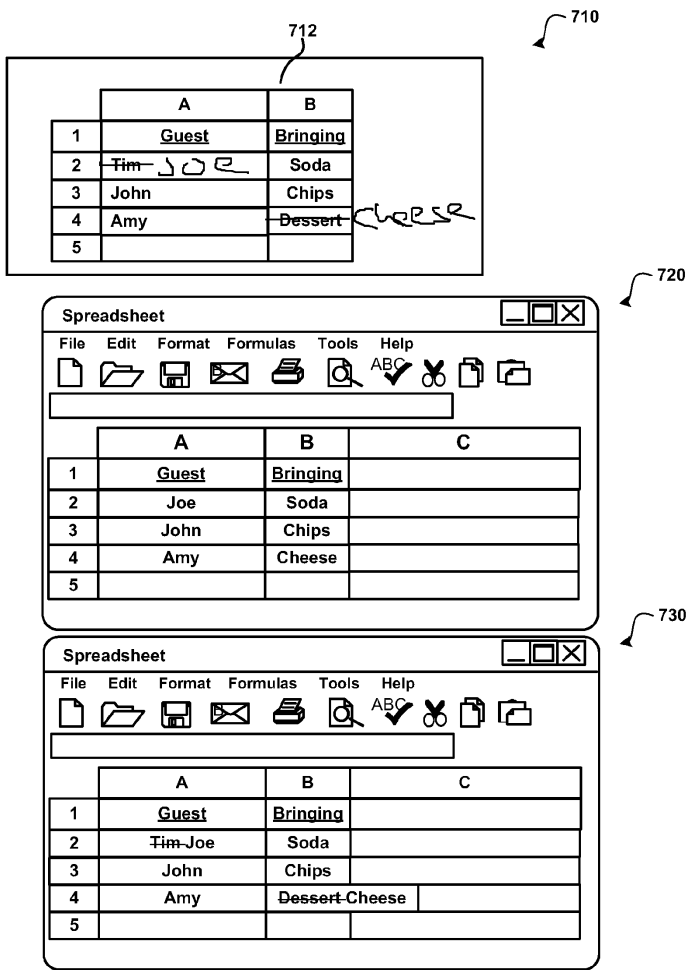 710
712
A B
1 Guest Bringing
2 Tim Joe Soda
3 John Chips
4 Amy Dessert Cheese
5
720
Spreadsheet
File Edit Format Formulas Tools Help
ABC
A B C
1 Guest Bringing
2 Joe Soda
3 John Chips
4 Amy Cheese
5
730
Spreadsheet
File Edit Format Formulas Tools Help
ABC
A B C
1 Guest Bringing
2 Tim Joe Soda
3 John Chips
4 Amy Dessert Cheese
5